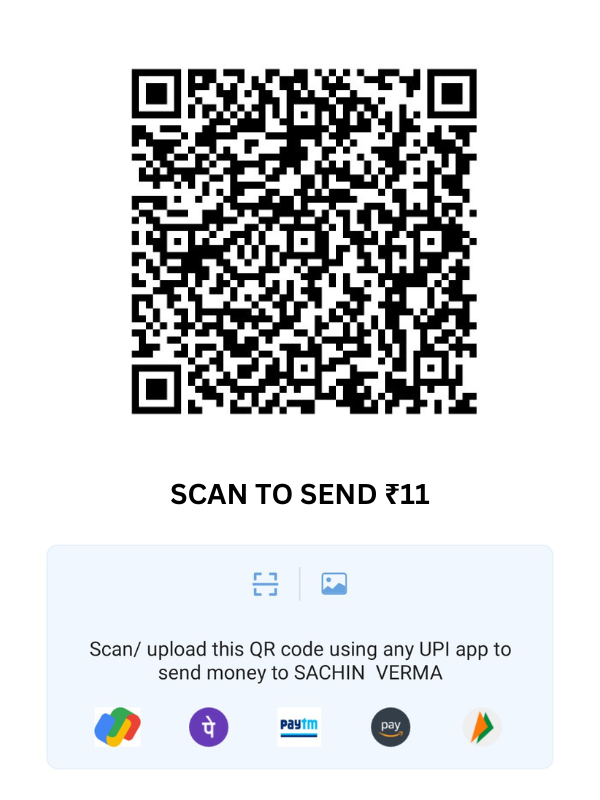 SCAN TO SEND ₹11
Scan/ upload this QR code using any UPI app to
send money to SACHIN VERMA
पे
paytm
pay